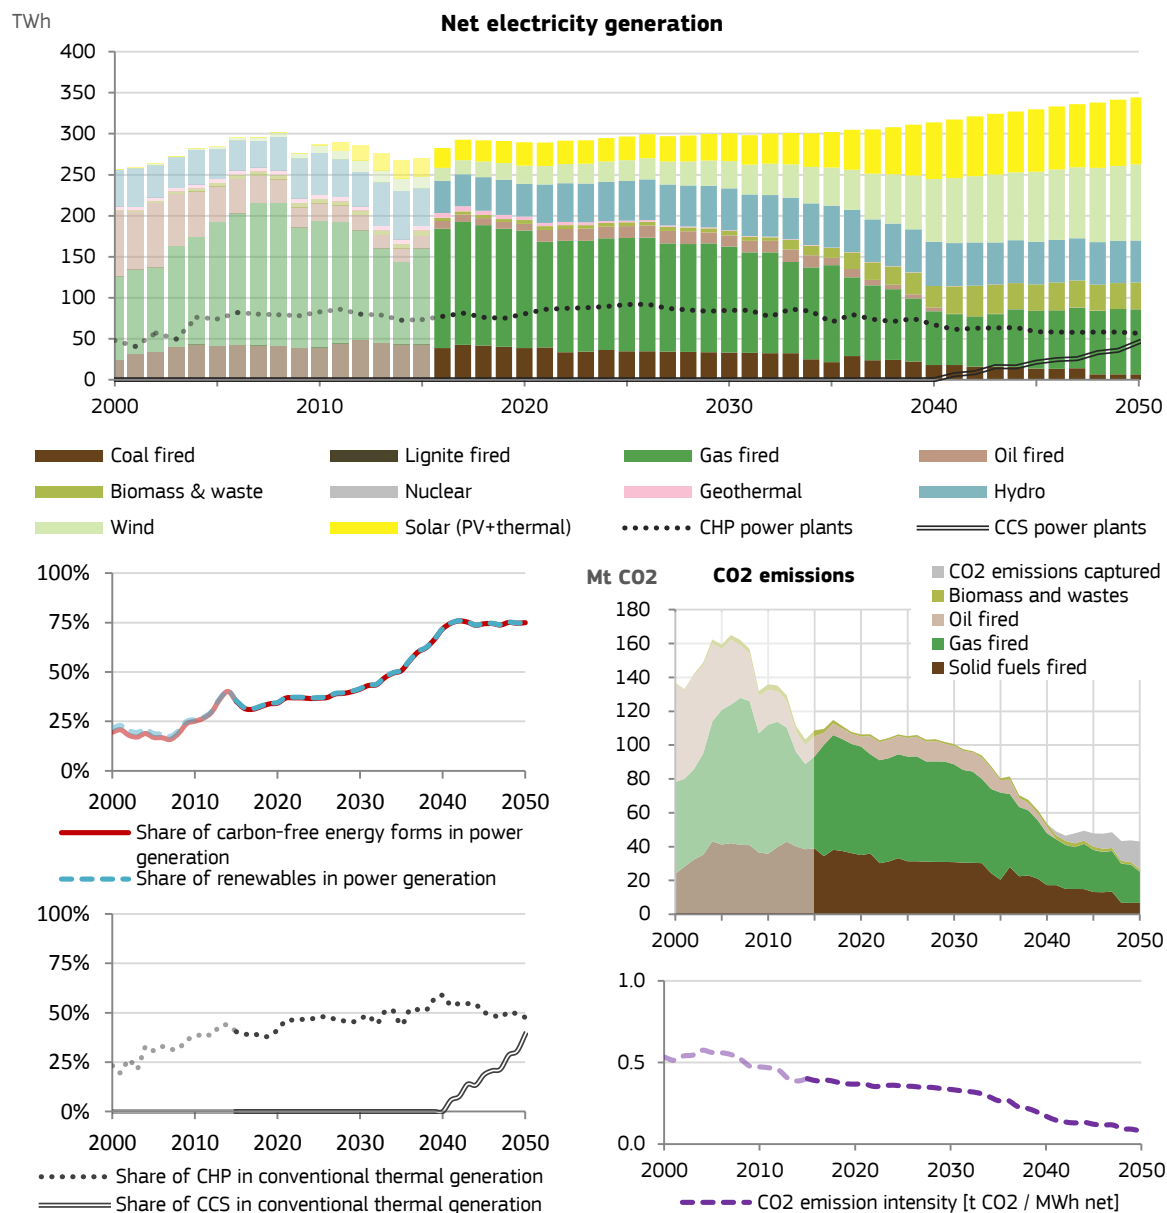 TWh
Net electricity generation
400
350
300
250
200
150
100
50
0
2000 2010 2020 2030 2040 2050
Coal fired Lignite fired Gas fired Oil fired
Biomass & waste Nuclear Geothermal Hydro
Wind Solar (PV+thermal) CHP power plants CCS power plants
100%
75%
50%
25%
0%
2000 2010 2020 2030 2040 2050
Share of carbon-free energy forms in power
generation
Share of renewables in power generation
Mt CO2
CO2 emissions
CO2 emissions captured
Biomass and wastes
Oil fired
Gas fired
Solid fuels fired
180
160
140
120
100
80
60
40
20
0
2000 2010 2020 2030 2040 2050
100%
75%
50%
25%
0%
2000 2010 2020 2030 2040 2050
Share of CHP in conventional thermal generation
Share of CCS in conventional thermal generation
1.0
0.5
0.0
2000 2010 2020 2030 2040 2050
CO2 emission intensity [t CO2 / MWh net]